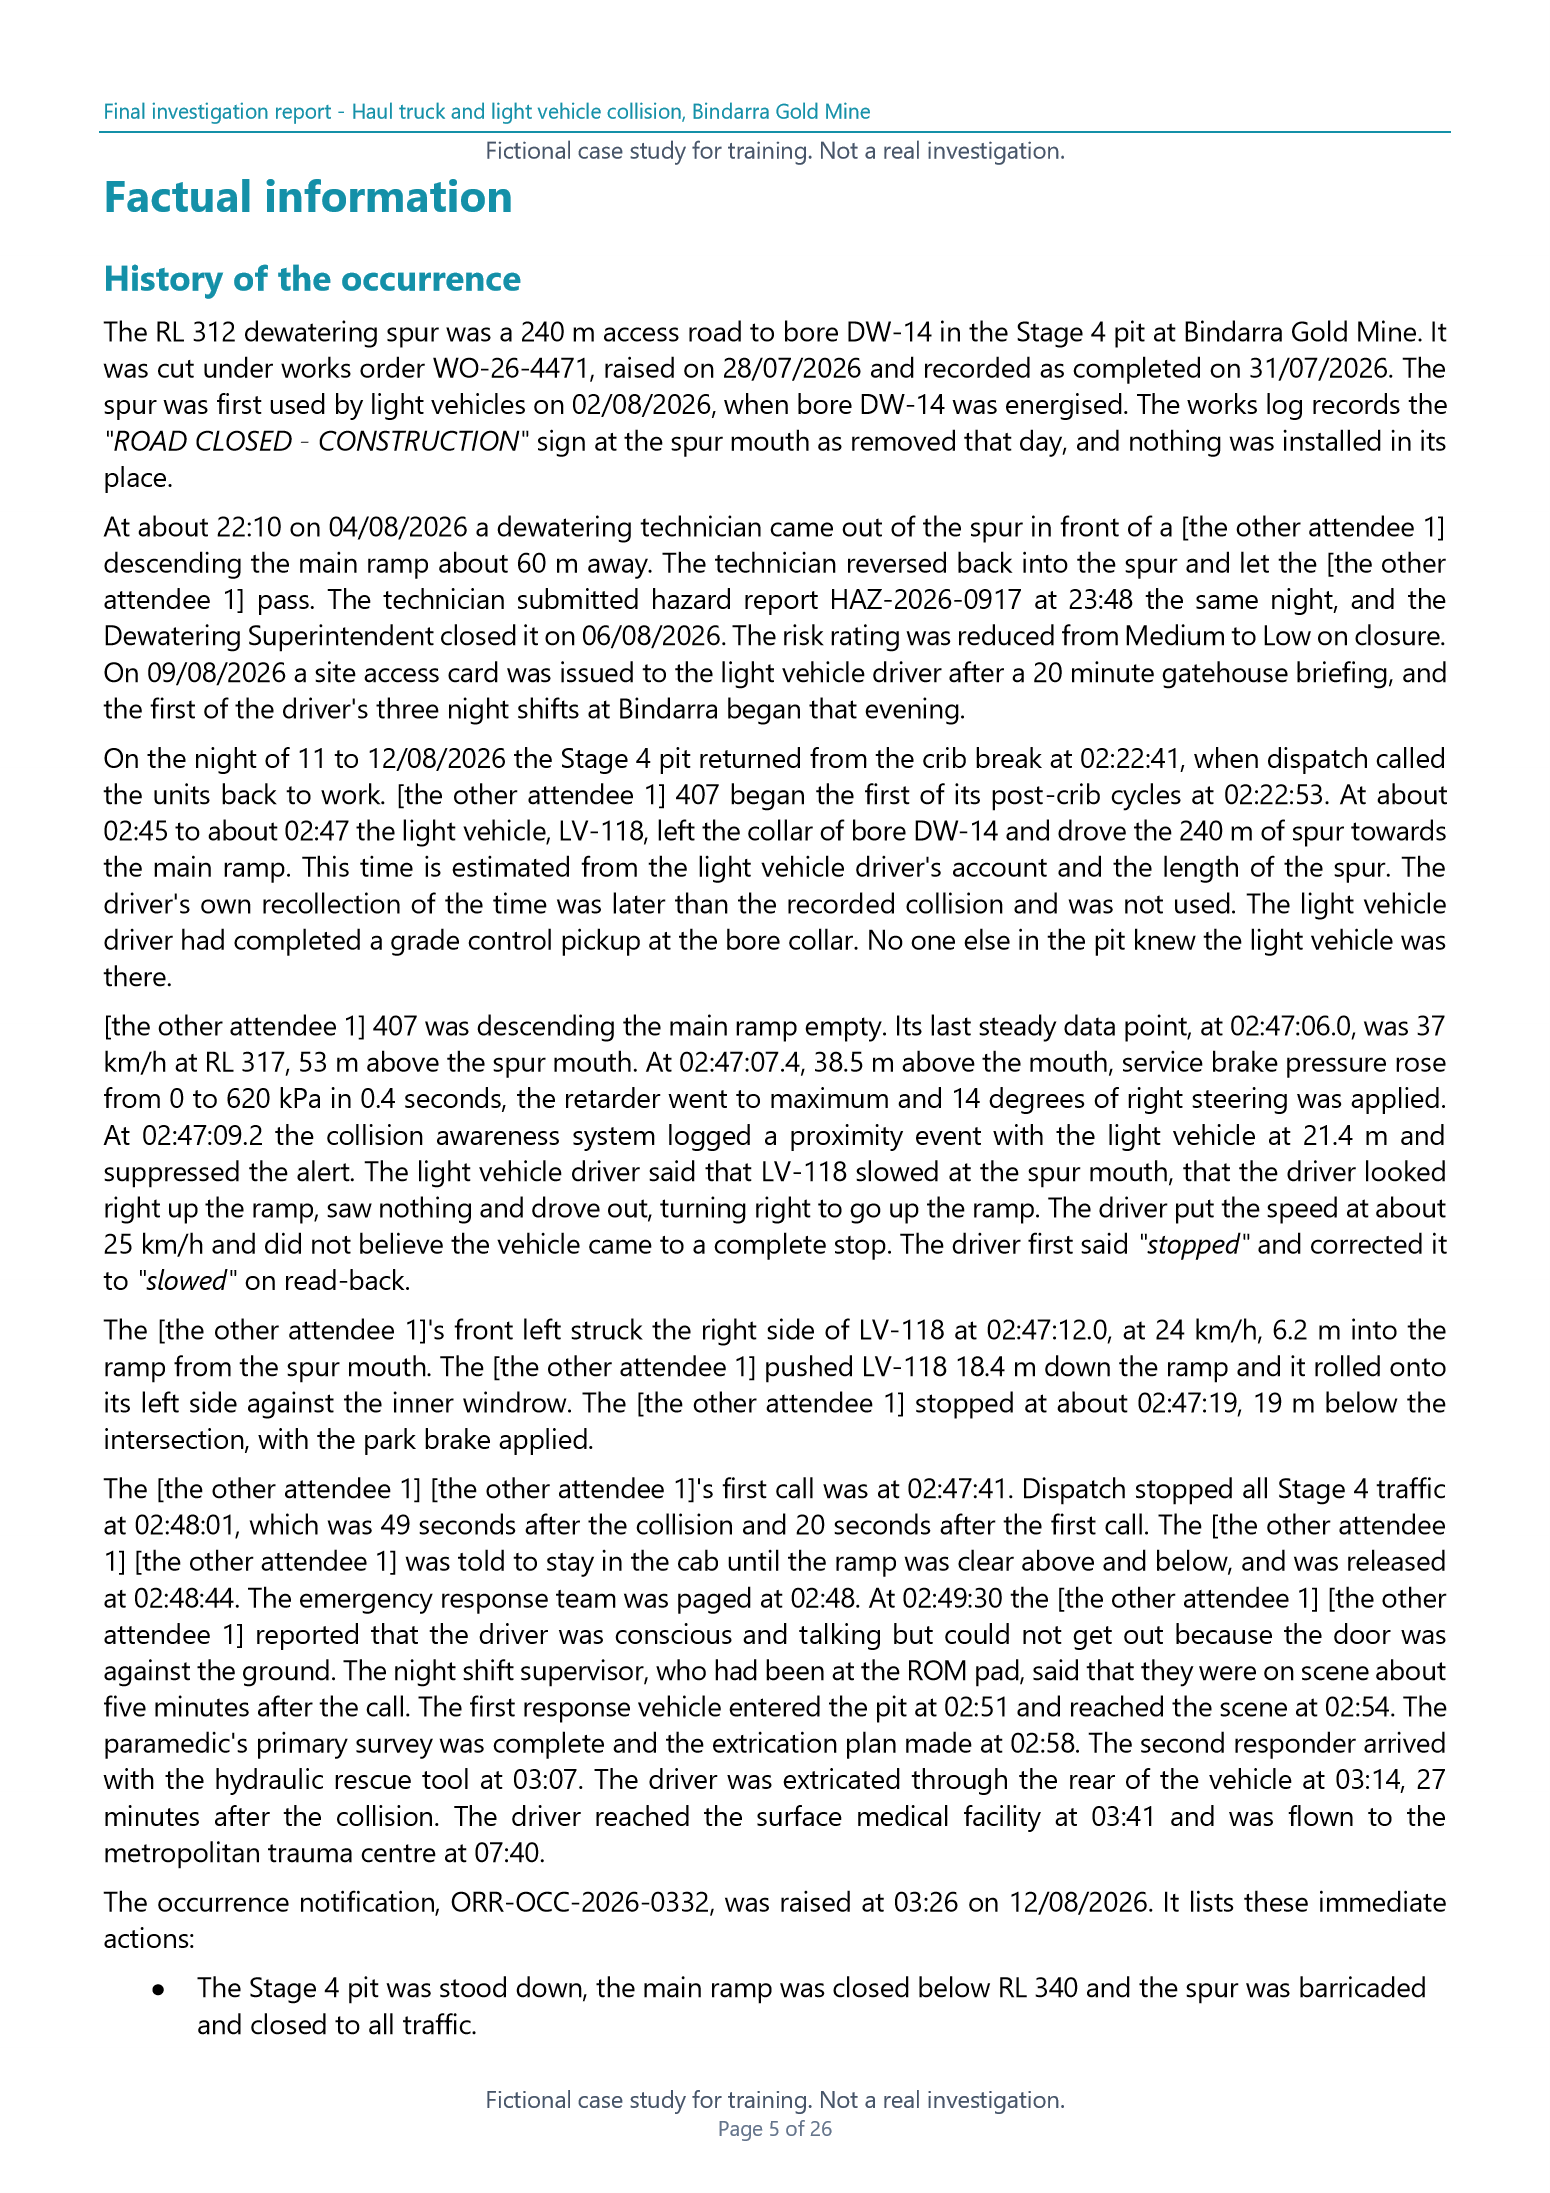 Final investigation report - Haul truck and light vehicle collision, Bindarra Gold Mine
Fictional case study for training. Not a real investigation.
Factual information
History of the occurrence
The RL 312 dewatering spur was a 240 m access road to bore DW-14 in the Stage 4 pit at Bindarra Gold Mine. It
was cut under works order WO-26-4471, raised on 28/07/2026 and recorded as completed on 31/07/2026. The
spur was first used by light vehicles on 02/08/2026, when bore DW-14 was energised. The works log records the
"ROAD CLOSED - CONSTRUCTION" sign at the spur mouth as removed that day, and nothing was installed in its
place.
At about 22:10 on 04/08/2026 a dewatering technician came out of the spur in front of a [the other attendee 1]
descending the main ramp about 60 m away. The technician reversed back into the spur and let the [the other
attendee 1] pass. The technician submitted hazard report HAZ-2026-0917 at 23:48 the same night, and the
Dewatering Superintendent closed it on 06/08/2026. The risk rating was reduced from Medium to Low on closure.
On 09/08/2026 a site access card was issued to the light vehicle driver after a 20 minute gatehouse briefing, and
the first of the driver's three night shifts at Bindarra began that evening.
On the night of 11 to 12/08/2026 the Stage 4 pit returned from the crib break at 02:22:41, when dispatch called
the units back to work. [the other attendee 1] 407 began the first of its post-crib cycles at 02:22:53. At about
02:45 to about 02:47 the light vehicle, LV-118, left the collar of bore DW-14 and drove the 240 m of spur towards
the main ramp. This time is estimated from the light vehicle driver's account and the length of the spur. The
driver's own recollection of the time was later than the recorded collision and was not used. The light vehicle
driver had completed a grade control pickup at the bore collar. No one else in the pit knew the light vehicle was
there.
[the other attendee 1] 407 was descending the main ramp empty. Its last steady data point, at 02:47:06.0, was 37
km/h at RL 317, 53 m above the spur mouth. At 02:47:07.4, 38.5 m above the mouth, service brake pressure rose
from 0 to 620 kPa in 0.4 seconds, the retarder went to maximum and 14 degrees of right steering was applied.
At 02:47:09.2 the collision awareness system logged a proximity event with the light vehicle at 21.4 m and
suppressed the alert. The light vehicle driver said that LV-118 slowed at the spur mouth, that the driver looked
right up the ramp, saw nothing and drove out, turning right to go up the ramp. The driver put the speed at about
25 km/h and did not believe the vehicle came to a complete stop. The driver first said "stopped" and corrected it
to "slowed" on read-back.
The [the other attendee 1]'s front left struck the right side of LV-118 at 02:47:12.0, at 24 km/h, 6.2 m into the
ramp from the spur mouth. The [the other attendee 1] pushed LV-118 18.4 m down the ramp and it rolled onto
its left side against the inner windrow. The [the other attendee 1] stopped at about 02:47:19, 19 m below the
intersection, with the park brake applied.
The [the other attendee 1] [the other attendee 1]'s first call was at 02:47:41. Dispatch stopped all Stage 4 traffic
at 02:48:01, which was 49 seconds after the collision and 20 seconds after the first call. The [the other attendee
1] [the other attendee 1] was told to stay in the cab until the ramp was clear above and below, and was released
at 02:48:44. The emergency response team was paged at 02:48. At 02:49:30 the [the other attendee 1] [the other
attendee 1] reported that the driver was conscious and talking but could not get out because the door was
against the ground. The night shift supervisor, who had been at the ROM pad, said that they were on scene about
five minutes after the call. The first response vehicle entered the pit at 02:51 and reached the scene at 02:54. The
paramedic's primary survey was complete and the extrication plan made at 02:58. The second responder arrived
with the hydraulic rescue tool at 03:07. The driver was extricated through the rear of the vehicle at 03:14, 27
minutes after the collision. The driver reached the surface medical facility at 03:41 and was flown to the
metropolitan trauma centre at 07:40.
The occurrence notification, ORR-OCC-2026-0332, was raised at 03:26 on 12/08/2026. It lists these immediate
actions:
● The Stage 4 pit was stood down, the main ramp was closed below RL 340 and the spur was barricaded
and closed to all traffic.
Fictional case study for training. Not a real investigation.
Page 5 of 26